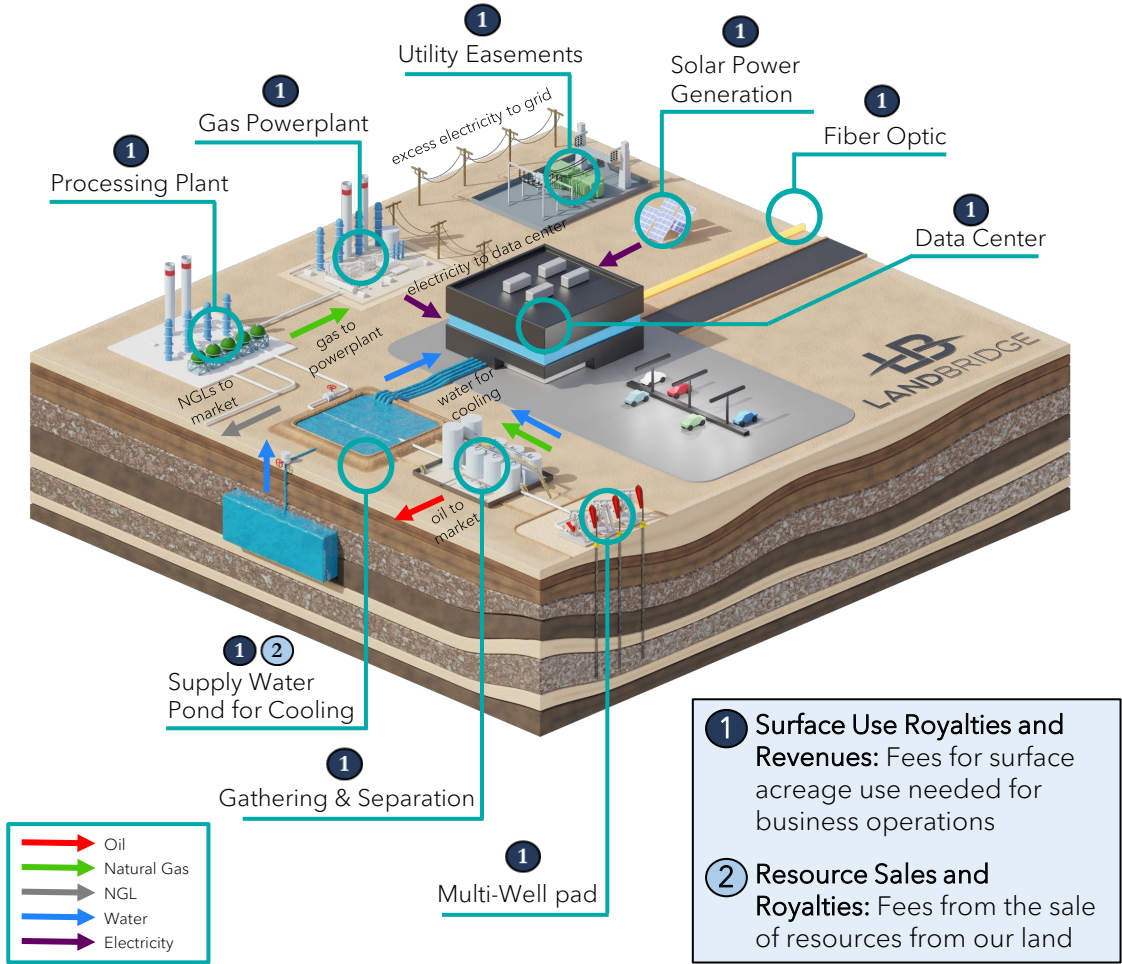 1
Utility Easements
1
Solar Power
Generation
1
Gas Powerplant
1
Fiber Optic
1
Processing Plant
1
Data Center
excess electricity to grid
electricity to data center
gas to
powerplant
NGLs to
market
water for
cooling
oil to
market
LB
LANDBRIDGE
1 2
Supply Water
Pond for Cooling
1
Gathering & Separation
1
Multi-Well pad
Oil
Natural Gas
NGL
Water
Electricity
1 Surface Use Royalties and
Revenues: Fees for surface
acreage use needed for
business operations
2 Resource Sales and
Royalties: Fees from the sale
of resources from our land